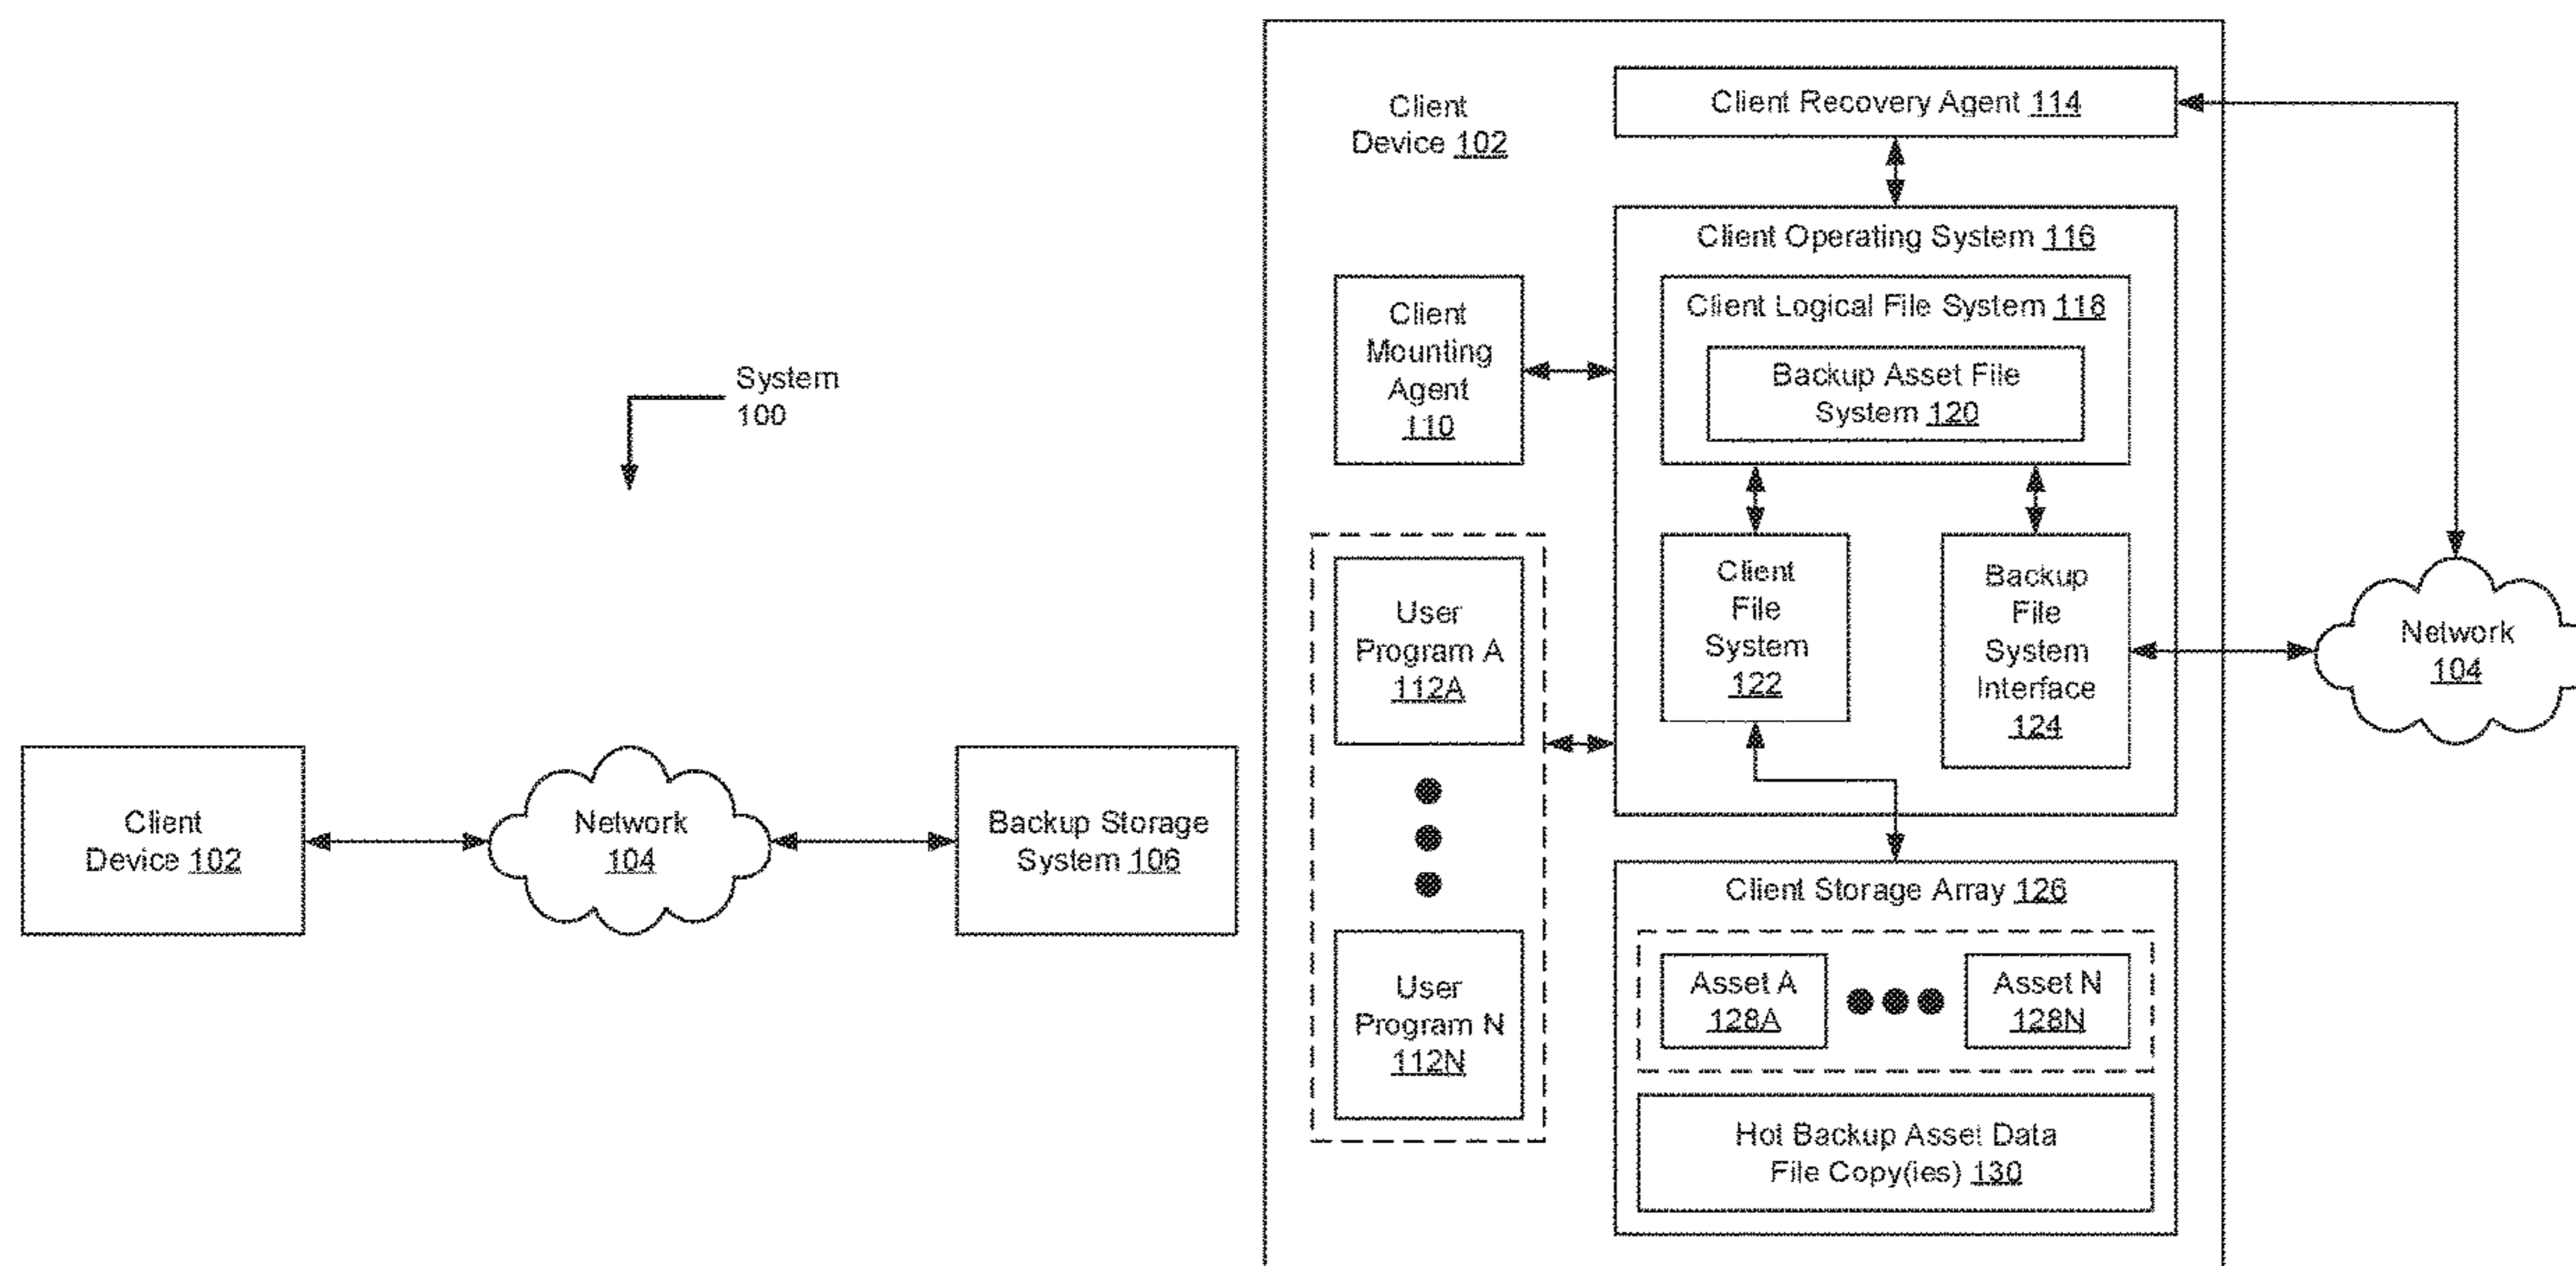 System
100
Client
Device 102
Network
104
Backup Storage
System 106
Client
Device 102
Client Recovery Agent 114
Client Operating System 116
Client Logical File System 118
Backup Asset File
System 120
Client
Mounting
Agent
110
User
Program A
112A
User
Program N
112N
Client
File
System
122
Backup
File
System
Interface
124
Client Storage Array 126
Asset A
128A
Asset N
128N
Hot Backup Asset Data
File Copy(ies) 130
Network
104